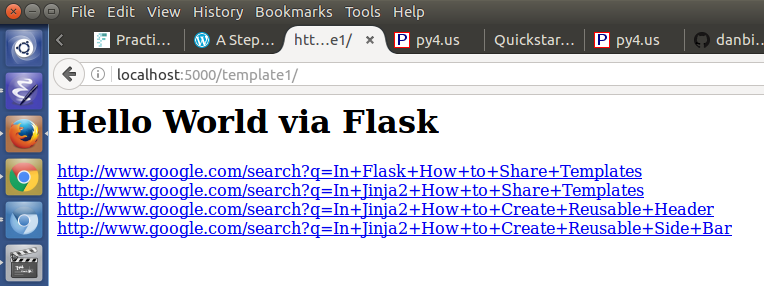 File Edit View History Bookmarks Tools Help
Practi... A Step... htt...e1/ py4.us Quickstar... py4.us danbi...
localhost:5000/template1/
Hello World via Flask
http://www.google.com/search?q=In+Flask+How+to+Share+Templates
http://www.google.com/search?q=In+Jinja2+How+to+Share+Templates
http://www.google.com/search?q=In+Jinja2+How+to+Create+Reusable+Header
http://www.google.com/search?q=In+Jinja2+How+to+Create+Reusable+Side+Bar